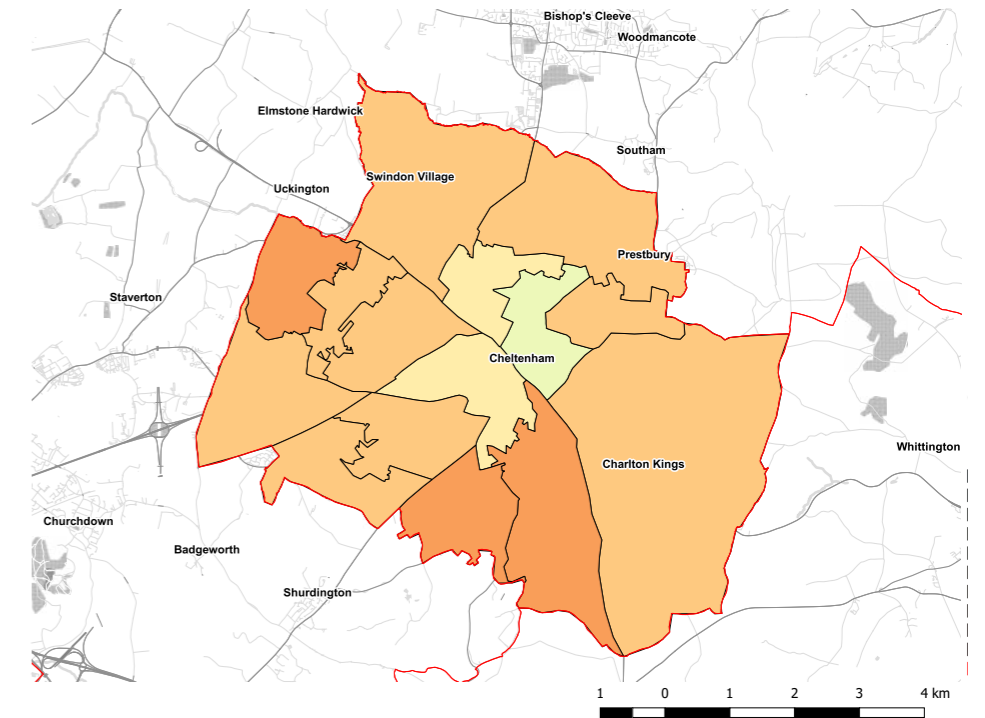 Bishop's Cleeve
Woodmancote
Elmstone Hardwick
Southam
Swindon Village
Uckington
Prestbury
Staverton
Cheltenham
Whittington
Charlton Kings
Churchdown
Badgeworth
Shurdington
1 0 1 2 3 4 km